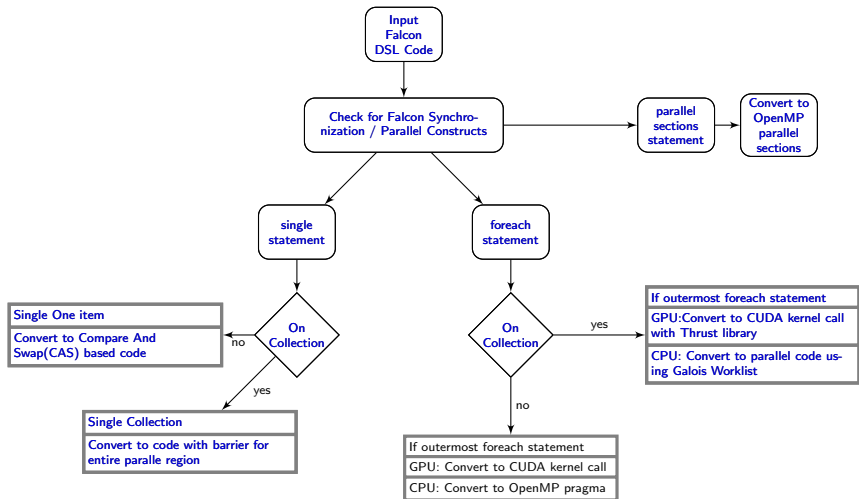 Input
Falcon
DSL Code
Check for Falcon Synchro-
nization / Parallel Constructs
parallel
sections
statement
Convert to
OpenMP
parallel
sections
single
statement
foreach
statement
Single One item
Convert to Compare And
Swap(CAS) based code
no
On
Collection
yes
Single Collection
Convert to code with barrier for
entire paralle region
On
Collection
yes
If outermost foreach statement
GPU:Convert to CUDA kernel call
with Thrust library
CPU: Convert to parallel code us-
ing Galois Worklist
no
If outermost foreach statement
GPU: Convert to CUDA kernel call
CPU: Convert to OpenMP pragma